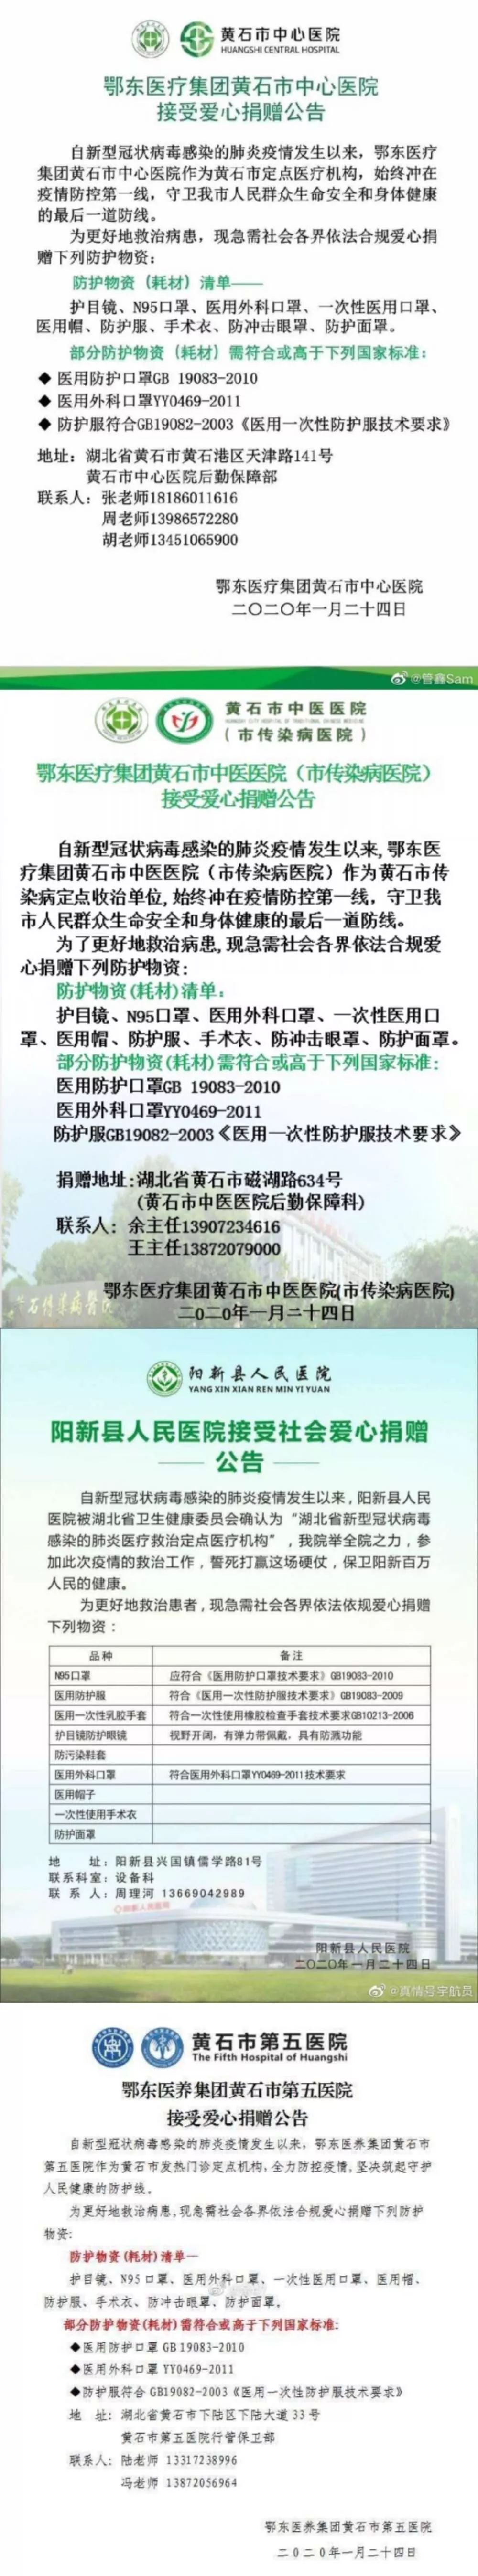 黄石市中心医院
HUANGSHI CENTRAL HOSPITAL
鄂东医疗集团黄石市中心医院
接受爱心捐赠公告
自新型冠状病毒感染的肺炎疫情发生以来，鄂东医疗
集团黄石市中心医院作为黄石市定点医疗机构，始终冲在
疫情防控第一线，守卫我市人民群众生命安全和身体健康
的最后一道防线。
为更好地救治病患，现急需社会各界依法合规爱心捐
赠下列防护物资：
防护物资（耗材）清单——
护目镜、N95口罩、医用外科口罩、一次性医用口罩、
医用帽、防护服、手术衣、防冲击眼罩、防护面罩。
部分防护物资（耗材）需符合或高于下列国家标准：
◆ 医用防护口罩GB 19083-2010
◆ 医用外科口罩YY0469-2011
◆ 防护服符合GB19082-2003《医用一次性防护服技术要求》
地址：湖北省黄石市黄石港区天津路141号
黄石市中心医院后勤保障部
联系人：张老师18186011616
周老师13986572280
胡老师13451065900
鄂东医疗集团黄石市中心医院
二〇二〇年一月二十四日
@管鑫Sam
黄石市中医医院
HUANGSHI CITY HOSPITAL OF TRADITIONAL CHINESE MEDICINE
（市传染病医院）
鄂东医疗集团黄石市中医医院（市传染病医院）
接受爱心捐赠公告
自新型冠状病毒感染的肺炎疫情发生以来,鄂东医
疗集团黄石市中医医院（市传染病医院）作为黄石市传
染病定点收治单位,始终冲在疫情防控第一线，守卫我
市人民群众生命安全和身体健康的最后一道防线。
为了更好地救治病患,现急需社会各界依法合规爱
心捐赠下列防护物资:
防护物资(耗材)清单：
护目镜、N95口罩、医用外科口罩、一次性医用口
罩、医用帽、防护服、手术衣、防冲击眼罩、防护面罩。
部分防护物资(耗材)需符合或高于下列国家标准:
医用防护口罩GB 19083-2010
医用外科口罩YY0469-2011
防护服GB19082-2003《医用一次性防护服技术要求》
捐赠地址:湖北省黄石市磁湖路634号
(黄石市中医医院后勤保障科)
联系人：余主任13907234616
王主任13872079000
鄂东医疗集团黄石市中医医院(市传染病医院)
二〇二〇年一月二十四日
阳新县人民医院
YANG XIN XIAN REN MIN YI YUAN
阳新县人民医院接受社会爱心捐赠
公告
自新型冠状病毒感染的肺炎疫情发生以来，阳新县人民
医院被湖北省卫生健康委员会确认为“湖北省新型冠状病毒
感染的肺炎医疗救治定点医疗机构”，我院举全院之力，参
加此次疫情的救治工作，誓死打赢这场硬仗，保卫阳新百万
人民的健康。
为更好地救治患者，现急需社会各界依法依规爱心捐赠
下列物资：
品种 备注
N95口罩 应符合《医用防护口罩技术要求》GB19083-2010
医用防护服 符合《医用一次性防护服技术要求》GB19083-2009
医用一次性乳胶手套 符合一次性使用橡胶检查手套技术要求GB10213-2006
护目镜防护眼镜 视野开阔，有弹力带佩戴，具有防溅功能
防污染鞋套
医用外科口罩 符合医用外科口罩YY0469-2011技术要求
医用帽子
一次性使用手术衣
防护面罩
地 址：阳新县兴国镇儒学路81号
联系科室：设备科
联 系 人：周理河 13669042989
阳新县人民医院
二〇二〇年一月二十四日
@真情号宇航员
黄石市第五医院
The Fifth Hospital of Huangshi
鄂东医养集团黄石市第五医院
接受爱心捐赠公告
自新型冠状病毒感染的肺炎疫情发生以来，鄂东医养集团黄石市
第五医院作为黄石市发热门诊定点机构,全力防控疫情,坚决筑起守护
人民健康的防护线。
为更好地救治病患,现急需社会各界依法合规爱心捐赠下列防护
物资:
防护物资(耗材)清单—
护目镜、N95 口罩、医用外科口罩、一次性医用口罩、医用帽、
防护服、手术衣、防冲击眼罩、防护面罩。
部分防护物资(耗材)需符合或高于下列国家标准:
◆医用防护口罩 GB 19083-2010
◆医用外科口罩 YY0469-2011
◆防护服符合 GB19082-2003《医用一次性防护服技术要求》
地 址：湖北省黄石市下陆区下陆大道 33 号
黄石市第五医院行管保卫部
联系人：陆老师 13317238996
冯老师 13872056964
鄂东医养集团黄石市第五医院
二〇二〇年一月二十四日